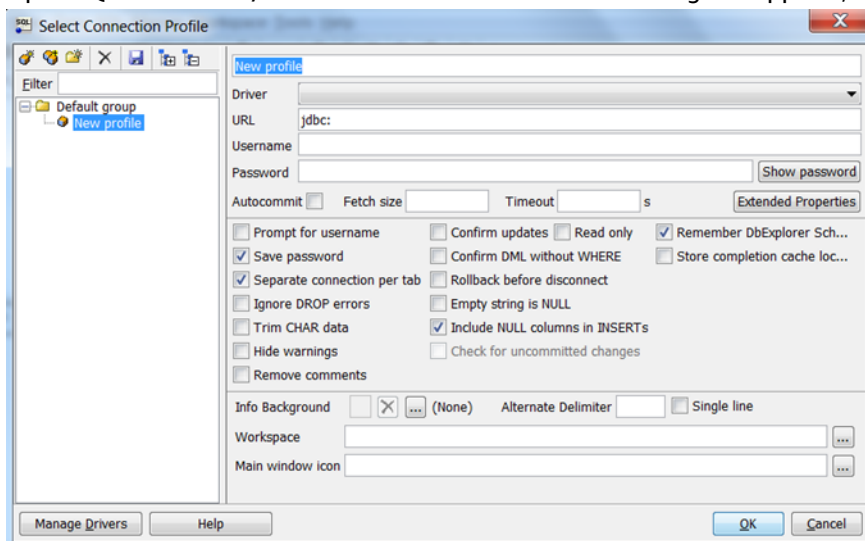 SQL Select Connection Profile
Filter
Default group
New profile
New profile
Driver
URL jdbc:
Username
Password Show password
Autocommit Fetch size Timeout s Extended Properties
Prompt for username Confirm updates Read only Remember DbExplorer Sch...
Save password Confirm DML without WHERE Store completion cache loc...
Separate connection per tab Rollback before disconnect
Ignore DROP errors Empty string is NULL
Trim CHAR data Include NULL columns in INSERTs
Hide warnings Check for uncommitted changes
Remove comments
Info Background ... (None) Alternate Delimiter Single line
Workspace ...
Main window icon ...
Manage Drivers Help OK Cancel